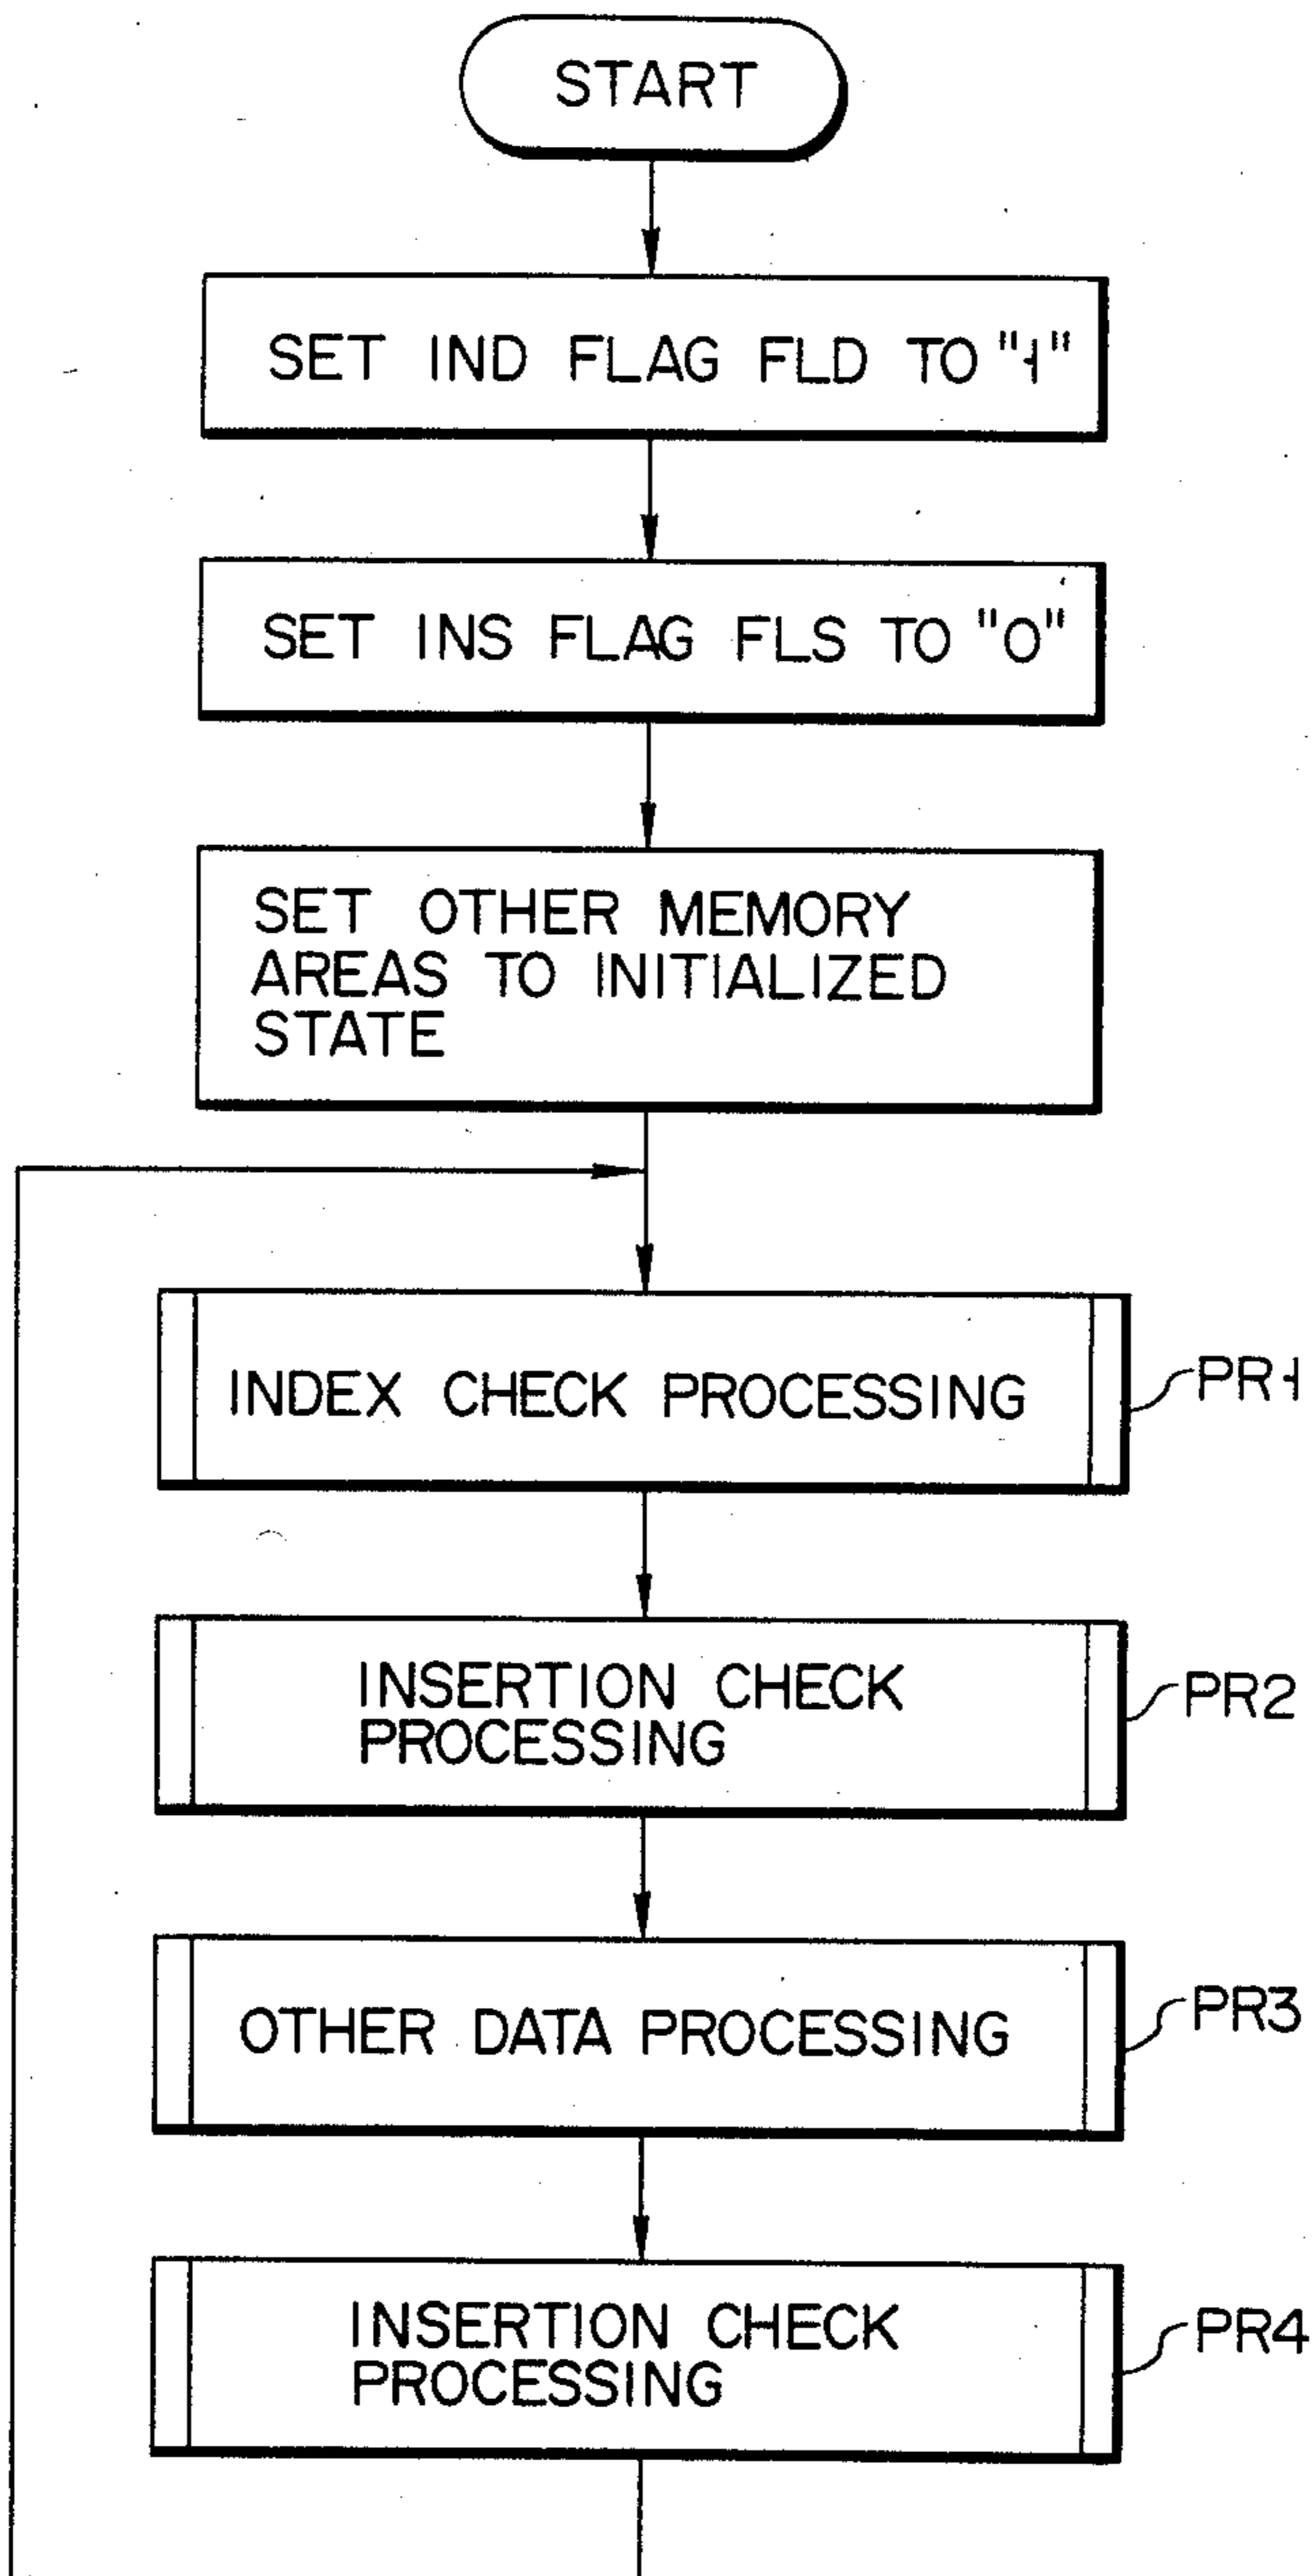 START
SET IND FLAG FLD TO "1"
SET INS FLAG FLS TO "0"
SET OTHER MEMORY
AREAS TO INITIALIZED
STATE
INDEX CHECK PROCESSING
PR1
INSERTION CHECK
PROCESSING
PR2
OTHER DATA PROCESSING
PR3
INSERTION CHECK
PROCESSING
PR4